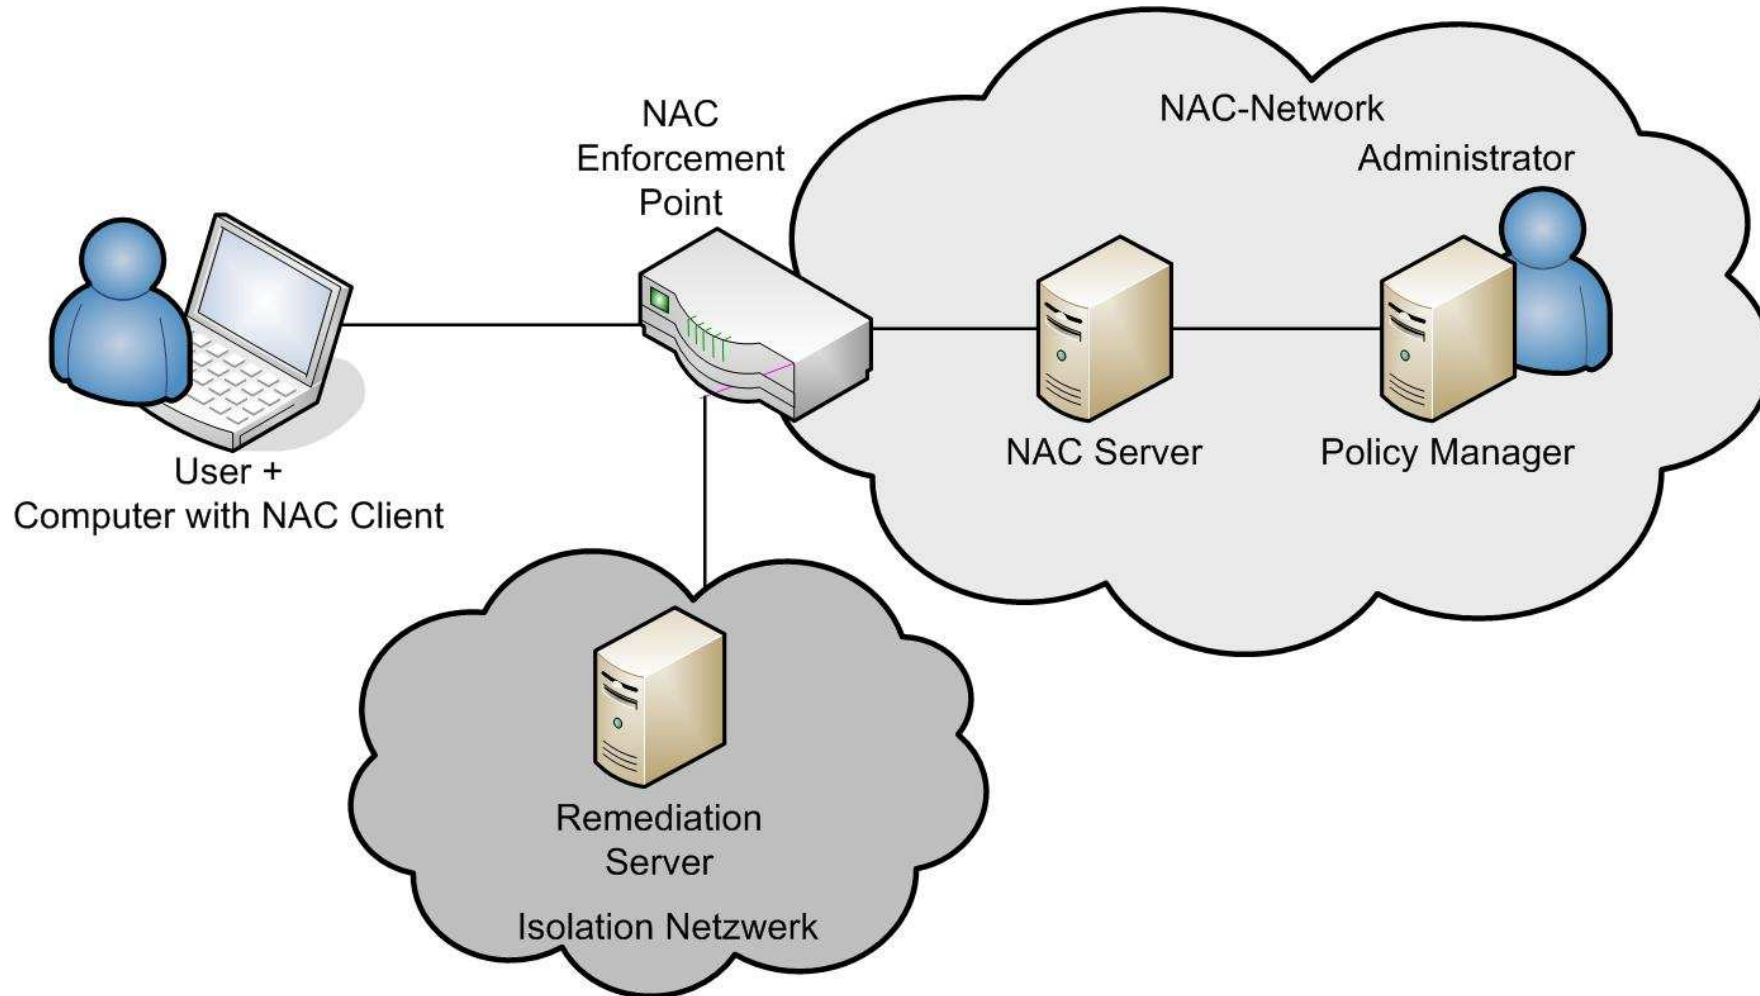 NAC-Network
NAC
Enforcement
Point
Administrator
User +
Computer with NAC Client
NAC Server
Policy Manager
Remediation
Server
Isolation Netzwerk